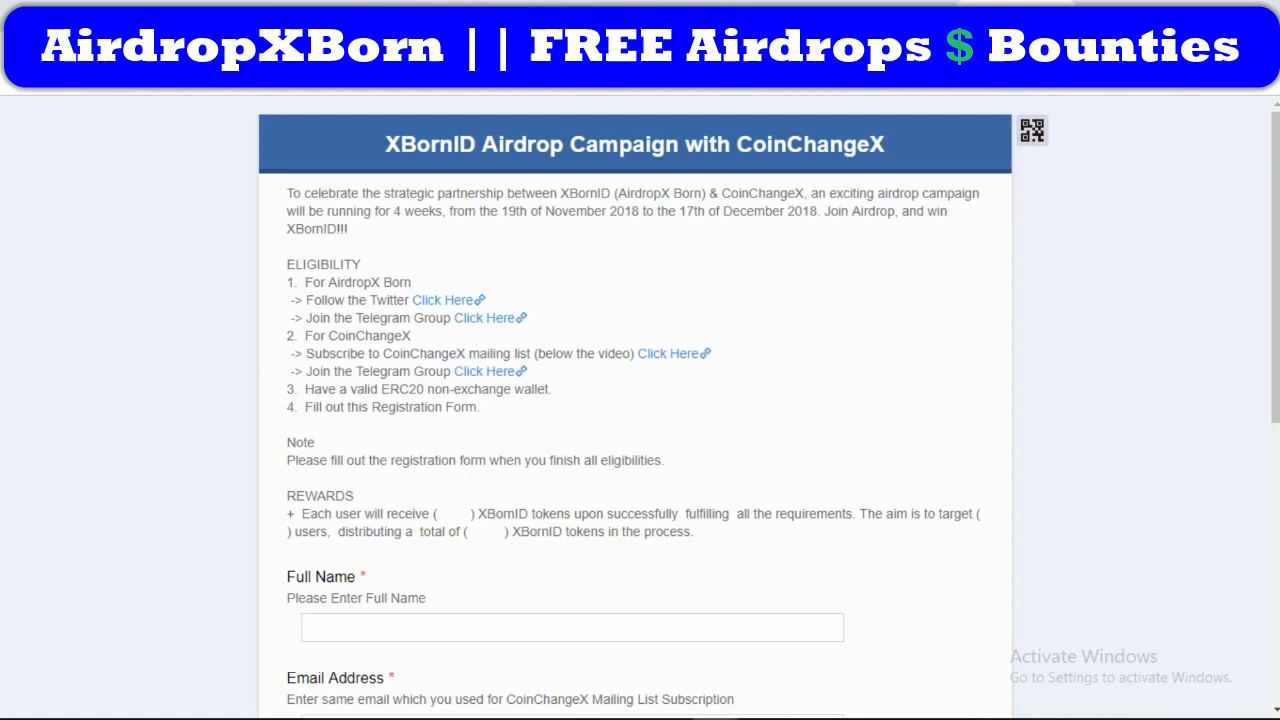 AirdropXBorn || FREE Airdrops $ Bounties
XBornID Airdrop Campaign with CoinChangeX
To celebrate the strategic partnership between XBornID (AirdropX Born) & CoinChangeX, an exciting airdrop campaign
will be running for 4 weeks, from the 19th of November 2018 to the 17th of December 2018. Join Airdrop, and win
XBornID!!!
ELIGIBILITY
1. For AirdropX Born
-> Follow the Twitter Click Here
-> Join the Telegram Group Click Here
2. For CoinChangeX
-> Subscribe to CoinChangeX mailing list (below the video) Click Here
-> Join the Telegram Group Click Here
3. Have a valid ERC20 non-exchange wallet.
4. Fill out this Registration Form.
Note
Please fill out the registration form when you finish all eligibilities.
REWARDS
+ Each user will receive ( ) XBornID tokens upon successfully fulfilling all the requirements. The aim is to target (
) users, distributing a total of ( ) XBornID tokens in the process.
Full Name *
Please Enter Full Name
Email Address *
Enter same email which you used for CoinChangeX Mailing List Subscription
Activate Windows
Go to Settings to activate Windows.